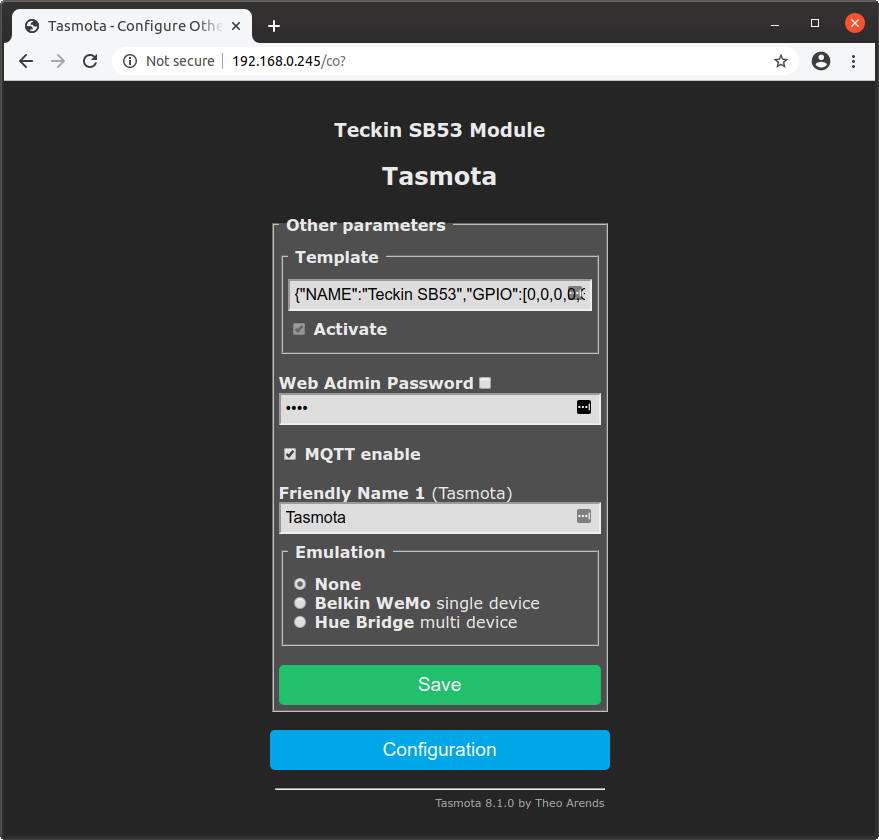 Tasmota - Configure Othe
Not secure 192.168.0.245/co?
Teckin SB53 Module
Tasmota
Other parameters
Template
{"NAME":"Teckin SB53","GPIO":[0,0,0,0,
Activate
Web Admin Password
••••
MQTT enable
Friendly Name 1 (Tasmota)
Tasmota
Emulation
None
Belkin WeMo single device
Hue Bridge multi device
Save
Configuration
Tasmota 8.1.0 by Theo Arends